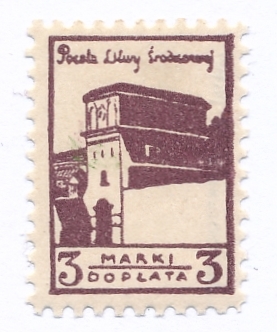 Poczta Litwy Środkowej
3 MARKI 3
DOPŁATA